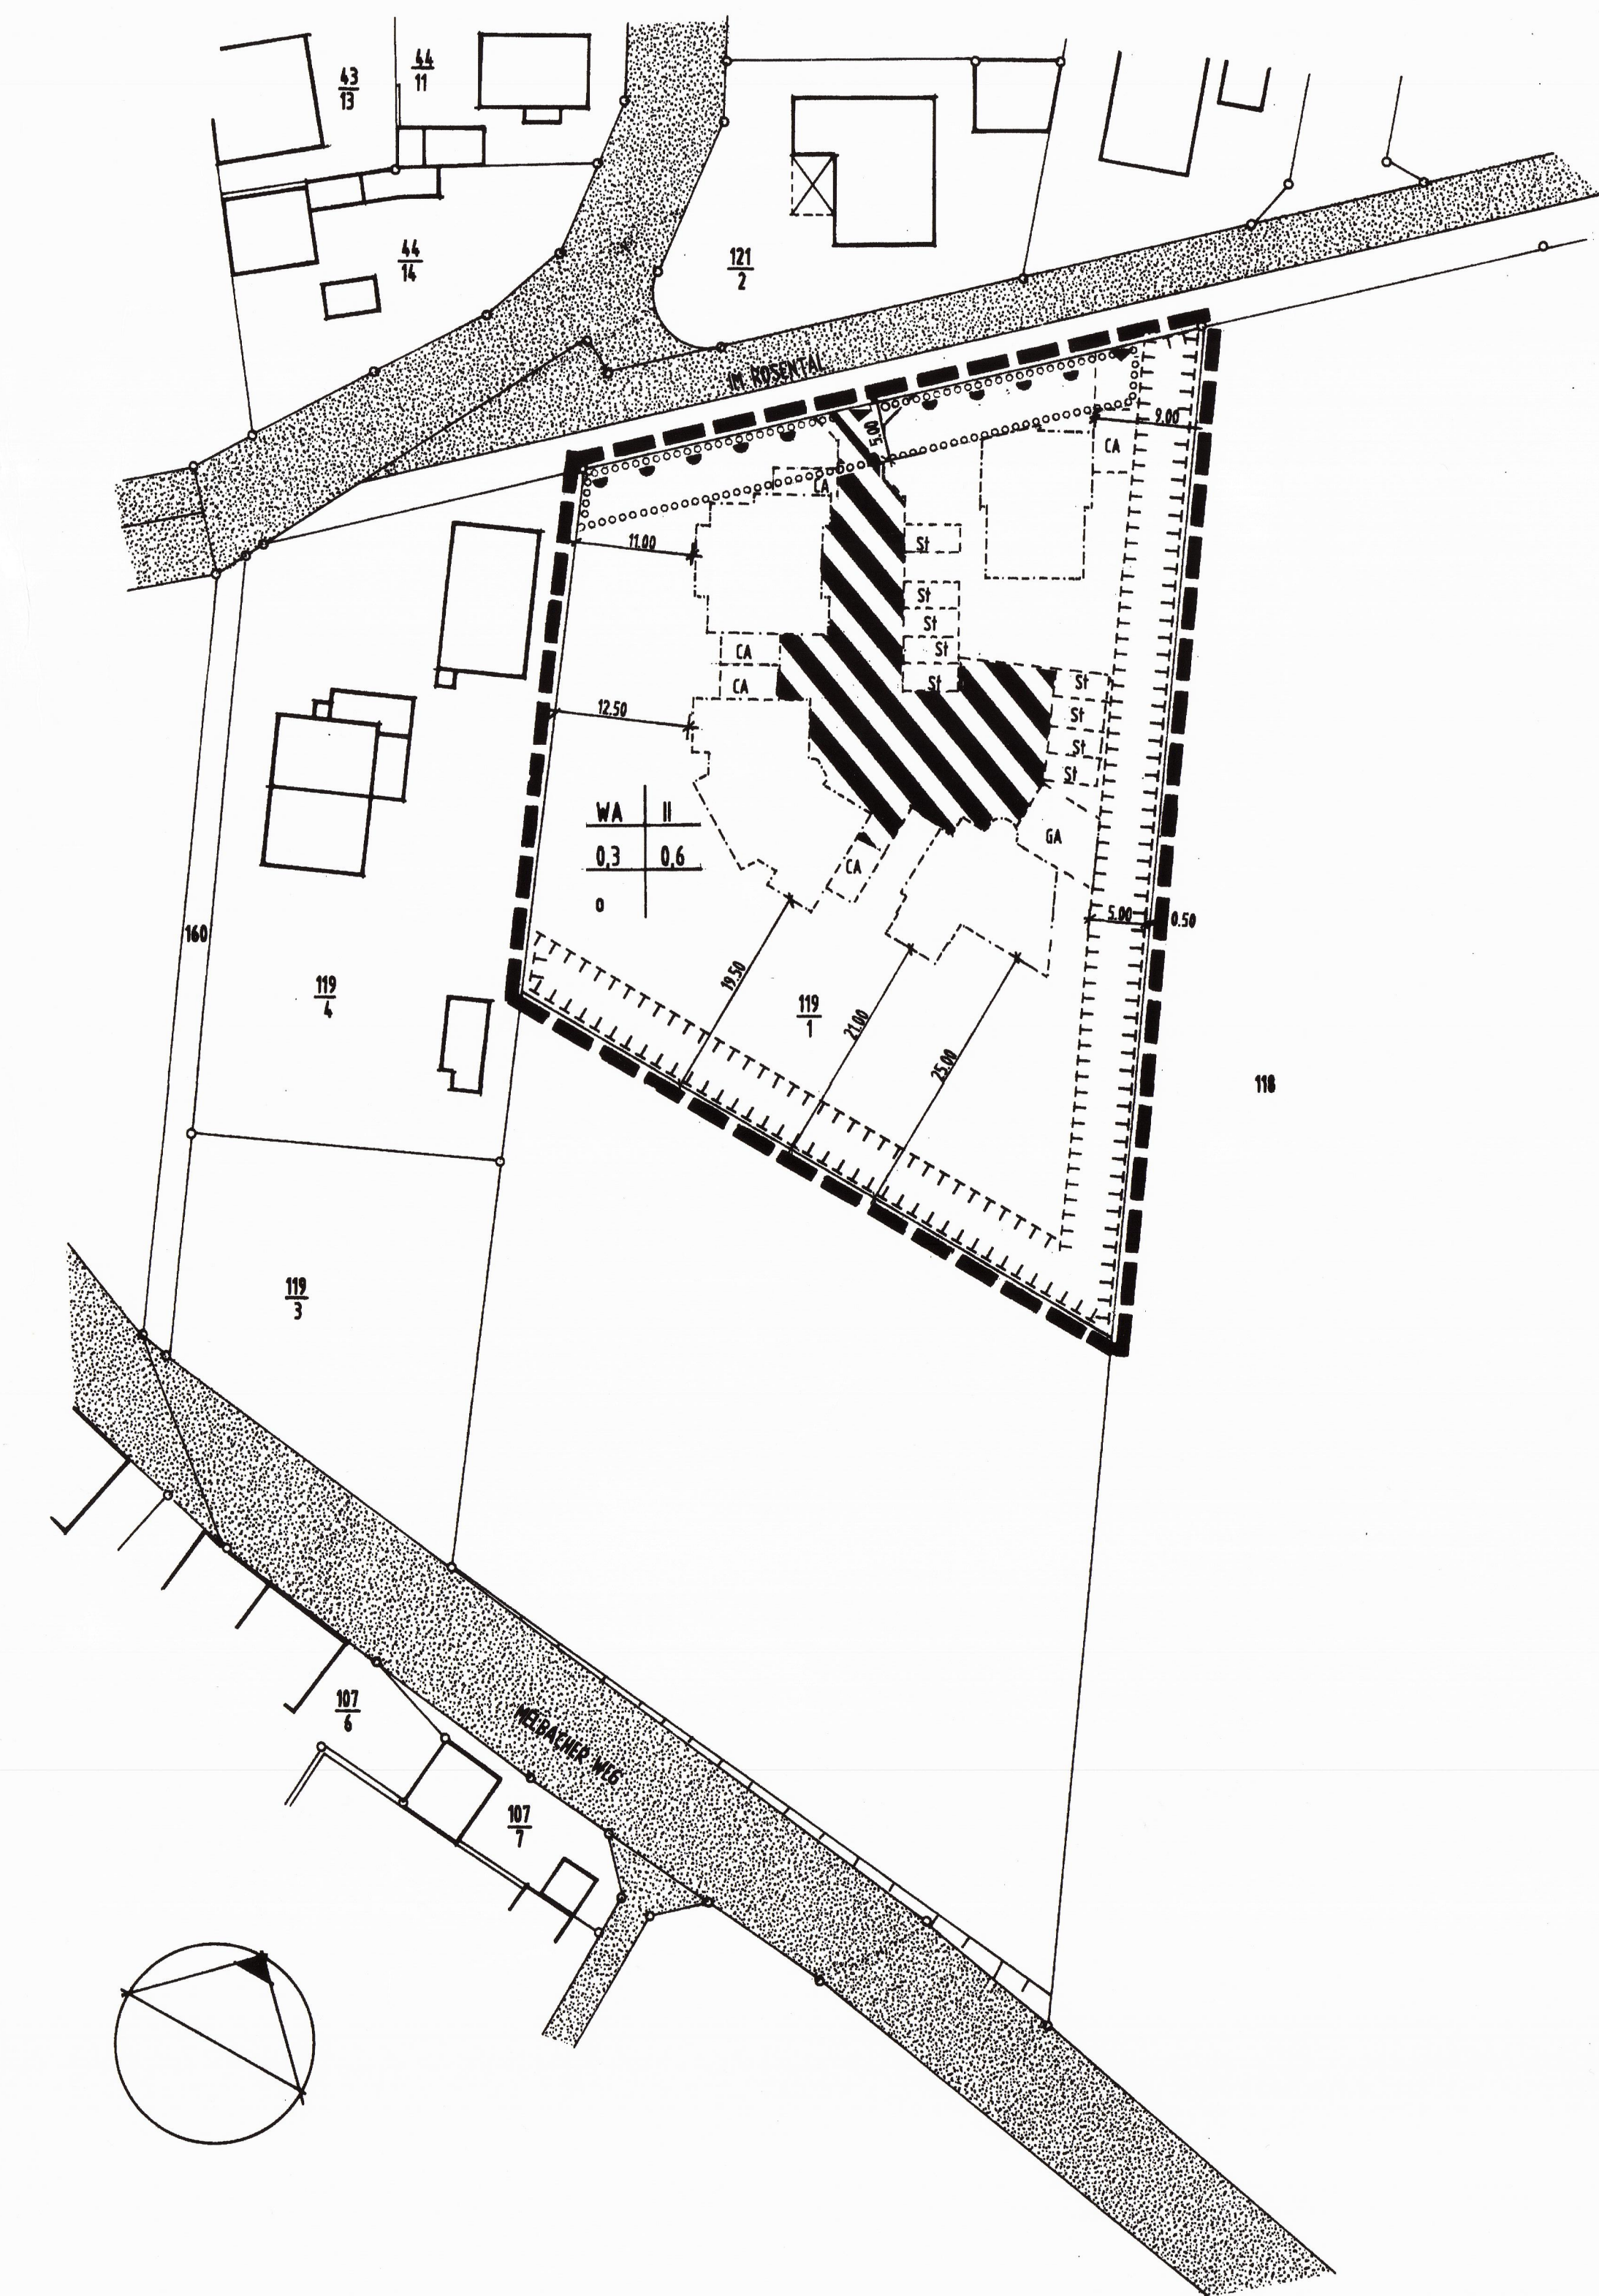 43
13
44
11
44
14
121
2
IM ROSENTAL
5.00
9.00
CA
CA
11.00
St
St
St
St
St
CA
CA
St
St
St
St
12.50
WA II
0,3 0,6
o
GA
CA
5.00
0.50
160
119
4
19.50
119
1
21.00
25.00
118
119
3
107
6
MELBACHER WEG
107
7